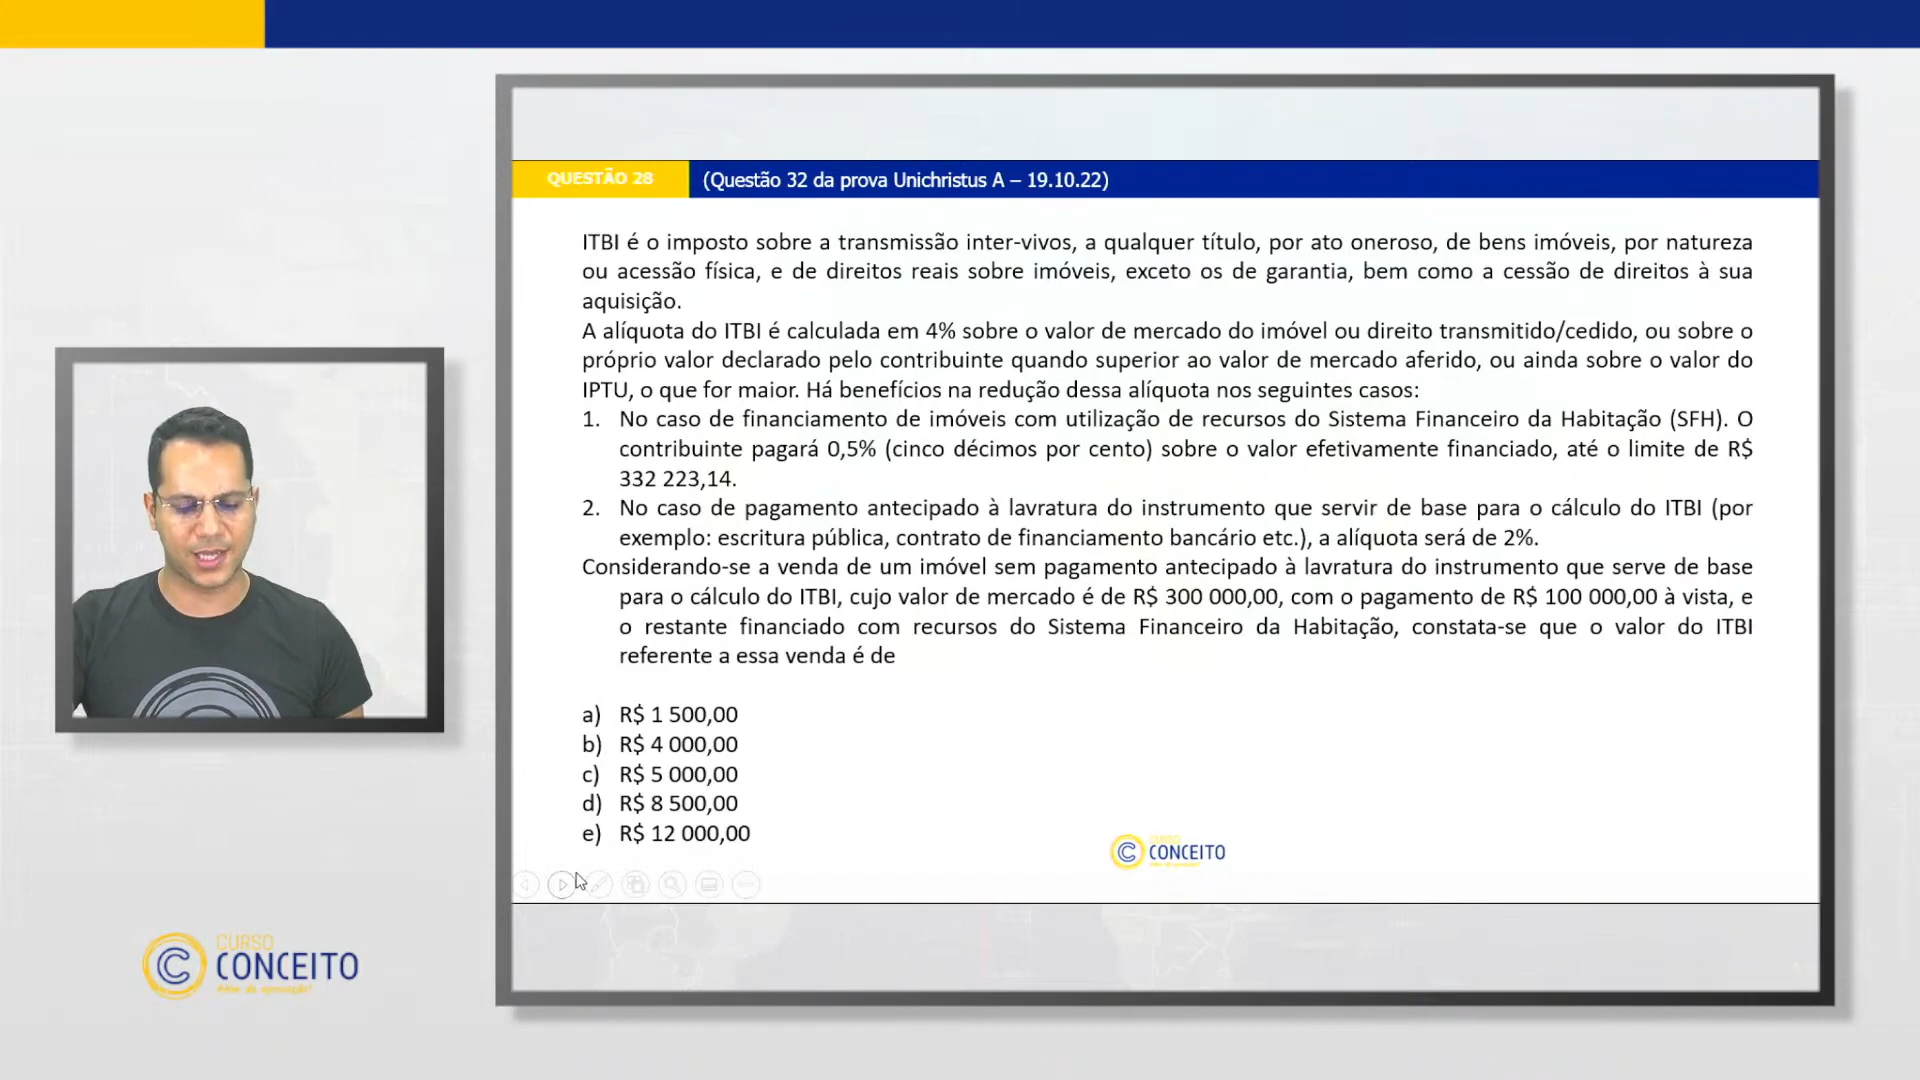 QUESTÃO 28
(Questão 32 da prova Unichristus A – 19.10.22)
ITBI é o imposto sobre a transmissão inter-vivos, a qualquer título, por ato oneroso, de bens imóveis, por natureza
ou acessão física, e de direitos reais sobre imóveis, exceto os de garantia, bem como a cessão de direitos à sua
aquisição.
A alíquota do ITBI é calculada em 4% sobre o valor de mercado do imóvel ou direito transmitido/cedido, ou sobre o
próprio valor declarado pelo contribuinte quando superior ao valor de mercado aferido, ou ainda sobre o valor do
IPTU, o que for maior. Há benefícios na redução dessa alíquota nos seguintes casos:
1. No caso de financiamento de imóveis com utilização de recursos do Sistema Financeiro da Habitação (SFH). O
contribuinte pagará 0,5% (cinco décimos por cento) sobre o valor efetivamente financiado, até o limite de R$
332 223,14.
2. No caso de pagamento antecipado à lavratura do instrumento que servir de base para o cálculo do ITBI (por
exemplo: escritura pública, contrato de financiamento bancário etc.), a alíquota será de 2%.
Considerando-se a venda de um imóvel sem pagamento antecipado à lavratura do instrumento que serve de base
para o cálculo do ITBI, cujo valor de mercado é de R$ 300 000,00, com o pagamento de R$ 100 000,00 à vista, e
o restante financiado com recursos do Sistema Financeiro da Habitação, constata-se que o valor do ITBI
referente a essa venda é de
a) R$ 1 500,00
b) R$ 4 000,00
c) R$ 5 000,00
d) R$ 8 500,00
e) R$ 12 000,00
C CURSO
CONCEITO
C CURSO
CONCEITO